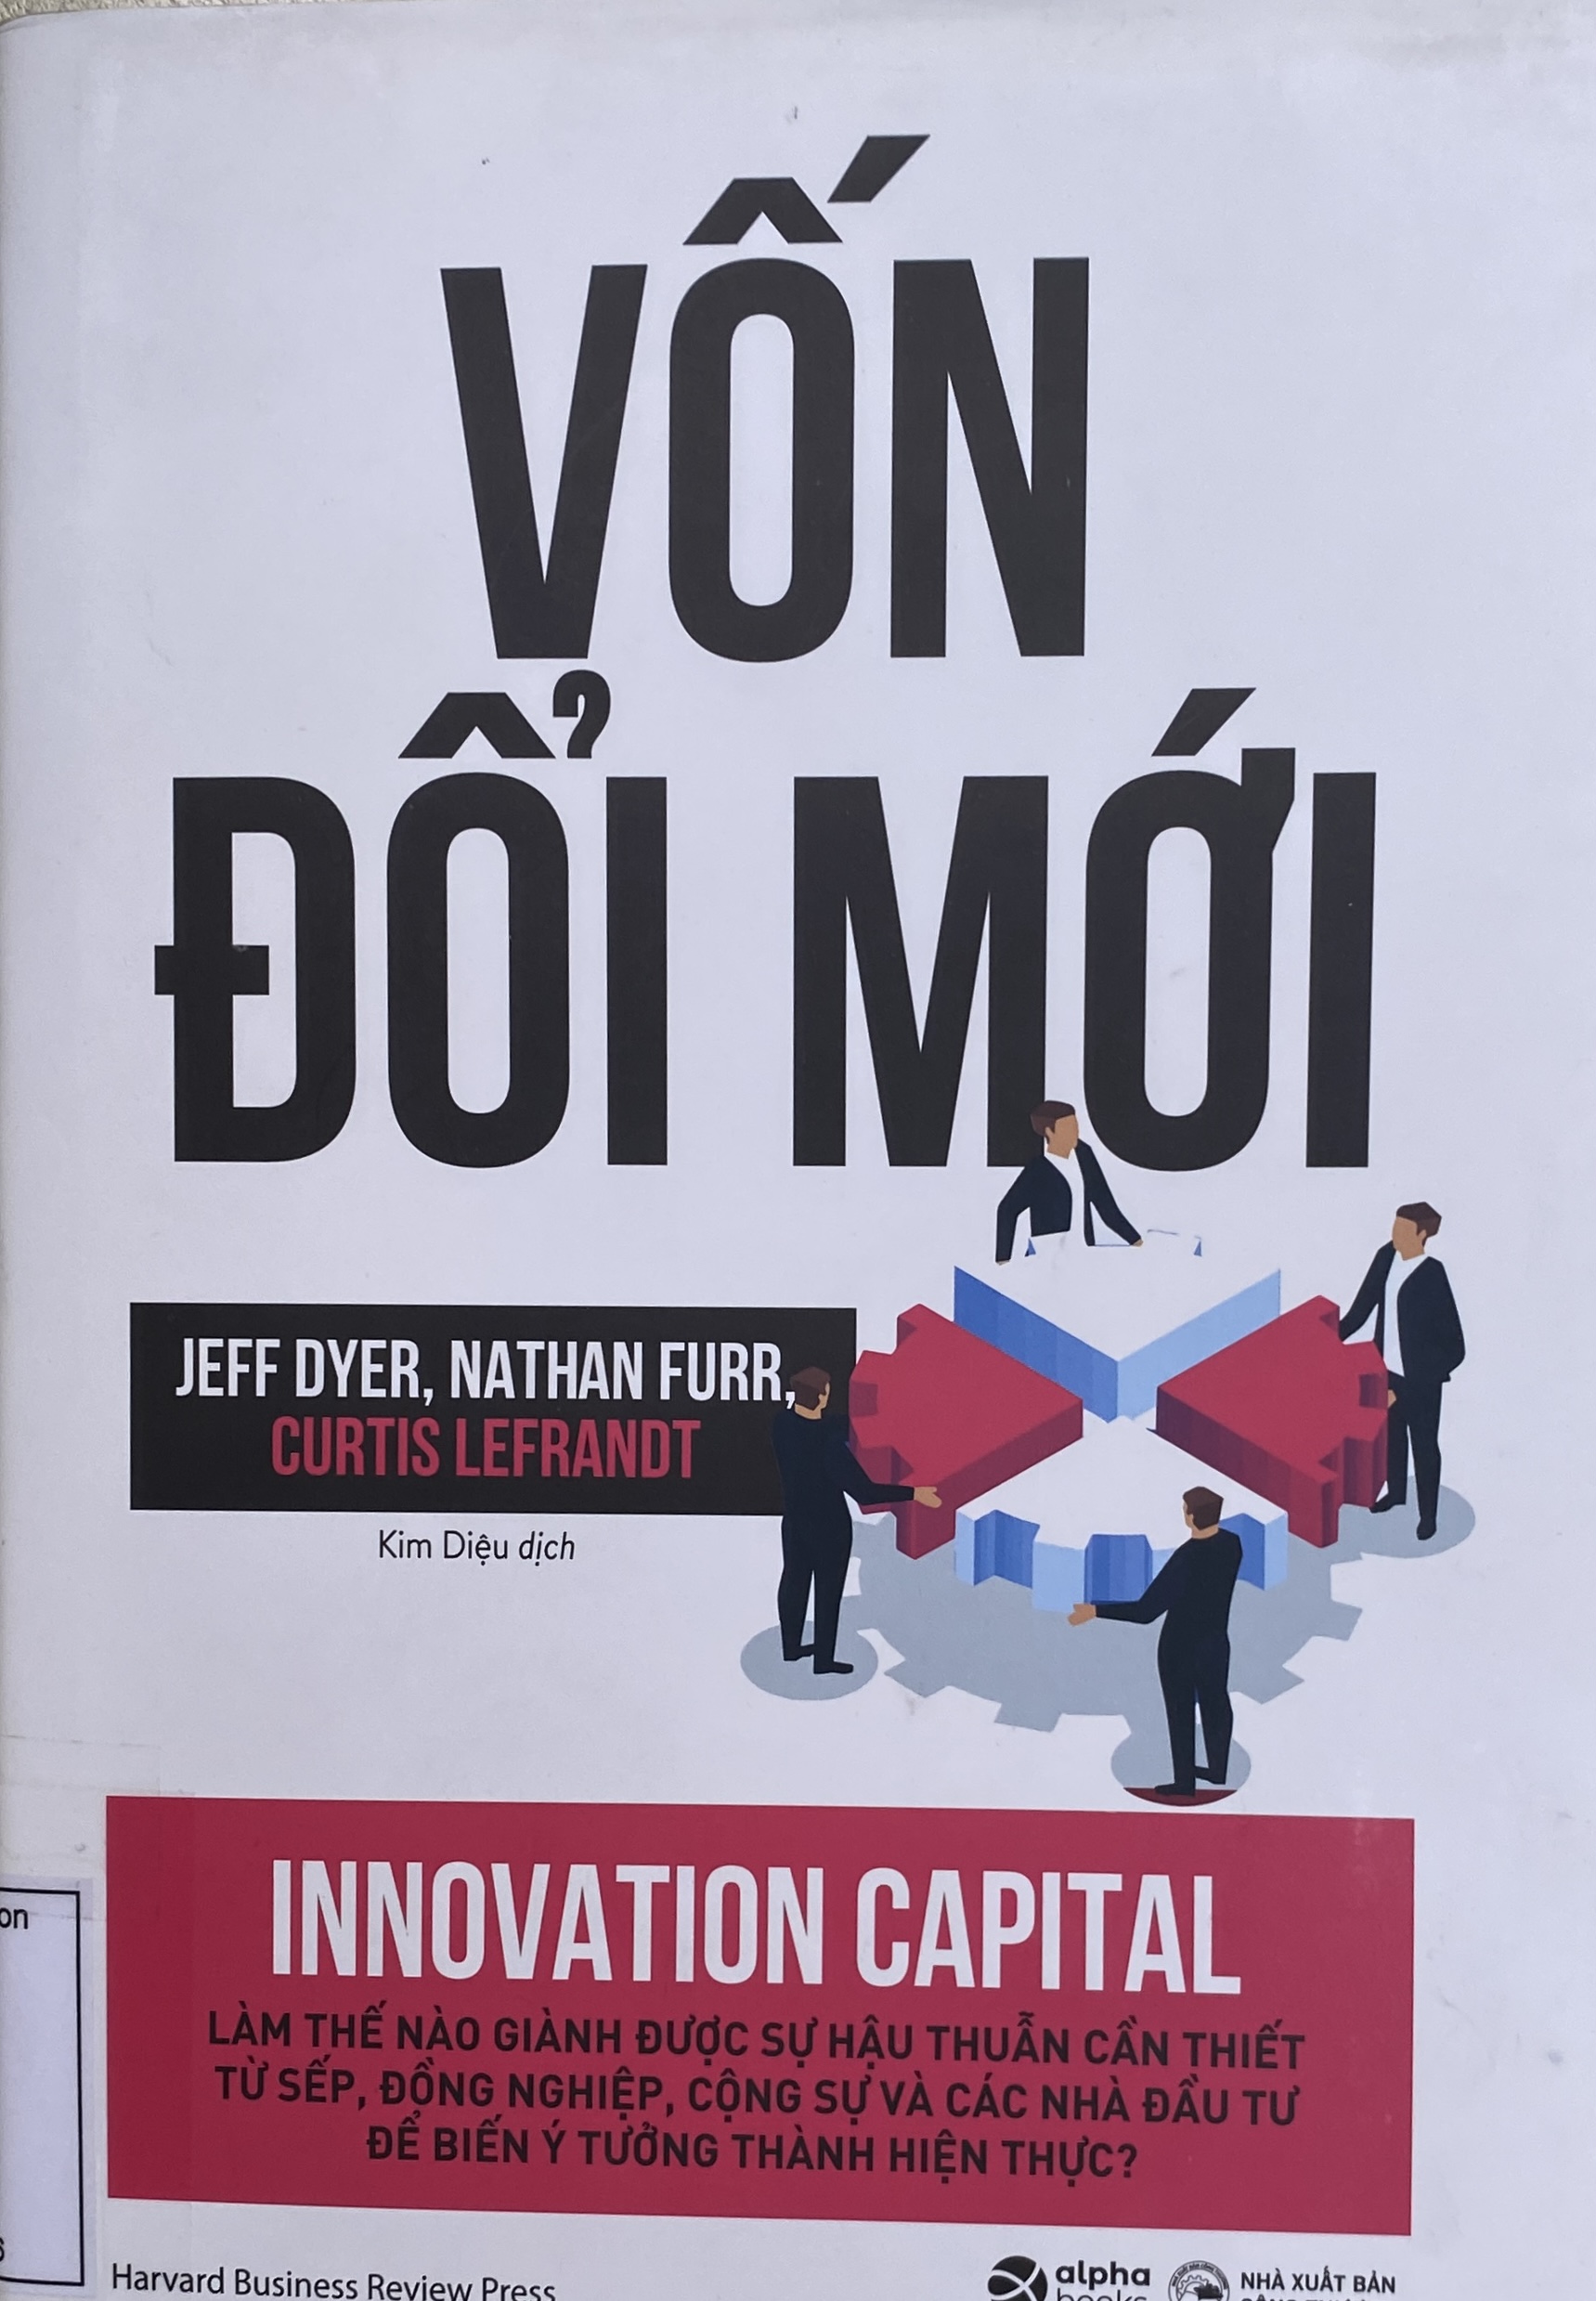 VỐN
ĐỔI MỚI
JEFF DYER, NATHAN FURR,
CURTIS LEFRANDT
Kim Diệu dịch
INNOVATION CAPITAL
LÀM THẾ NÀO GIÀNH ĐƯỢC SỰ HẬU THUẪN CẦN THIẾT
TỪ SẾP, ĐỒNG NGHIỆP, CỘNG SỰ VÀ CÁC NHÀ ĐẦU TƯ
ĐỂ BIẾN Ý TƯỞNG THÀNH HIỆN THỰC?
on
Harvard Business Review Press
alpha
books
NHÀ XUẤT BẢN